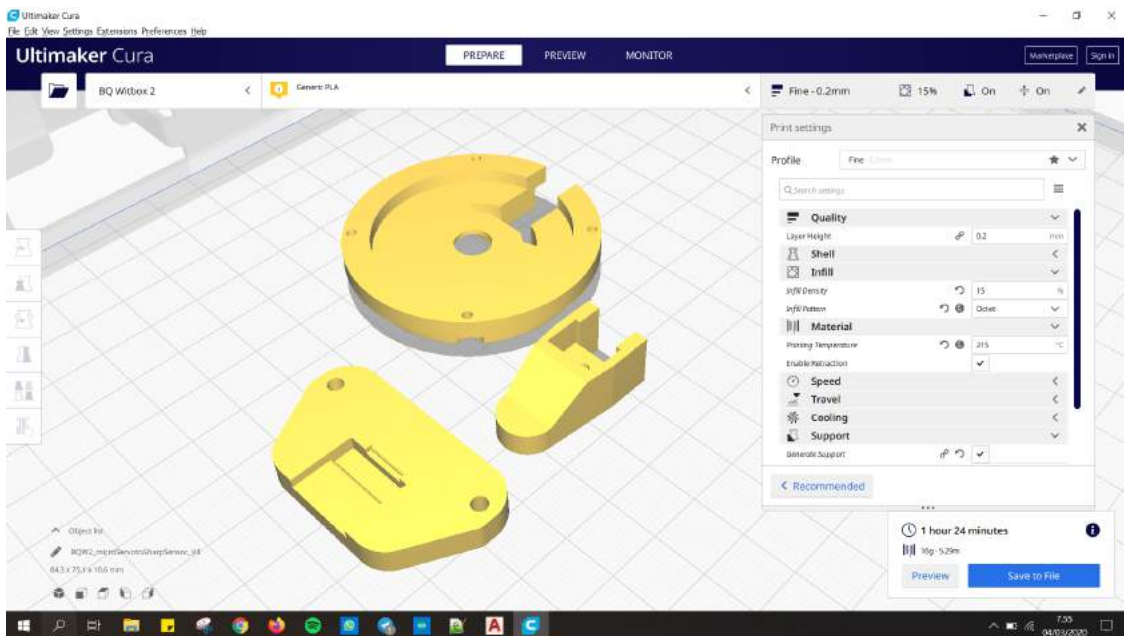 Ultimaker Cura
File Edit View Settings Extensions Preferences Help
Ultimaker Cura
PREPARE PREVIEW MONITOR
Marketplace Sign in
BQ Witbox 2
Generic PLA
Fine - 0.2mm 15% On On
Print settings
Profile Fine
Search settings
Quality
Layer Height 0.2 mm
Shell
Infill
Infill Density 15 %
Infill Pattern Octet
Material
Printing Temperature 215 °C
Enable Retraction
Speed
Travel
Cooling
Support
Generate Support
Recommended
Object list
1 hour 24 minutes
16g · 5.29m
Preview Save to File
64.5 x 75.1 x 10.6 mm
7.55
04/03/2020